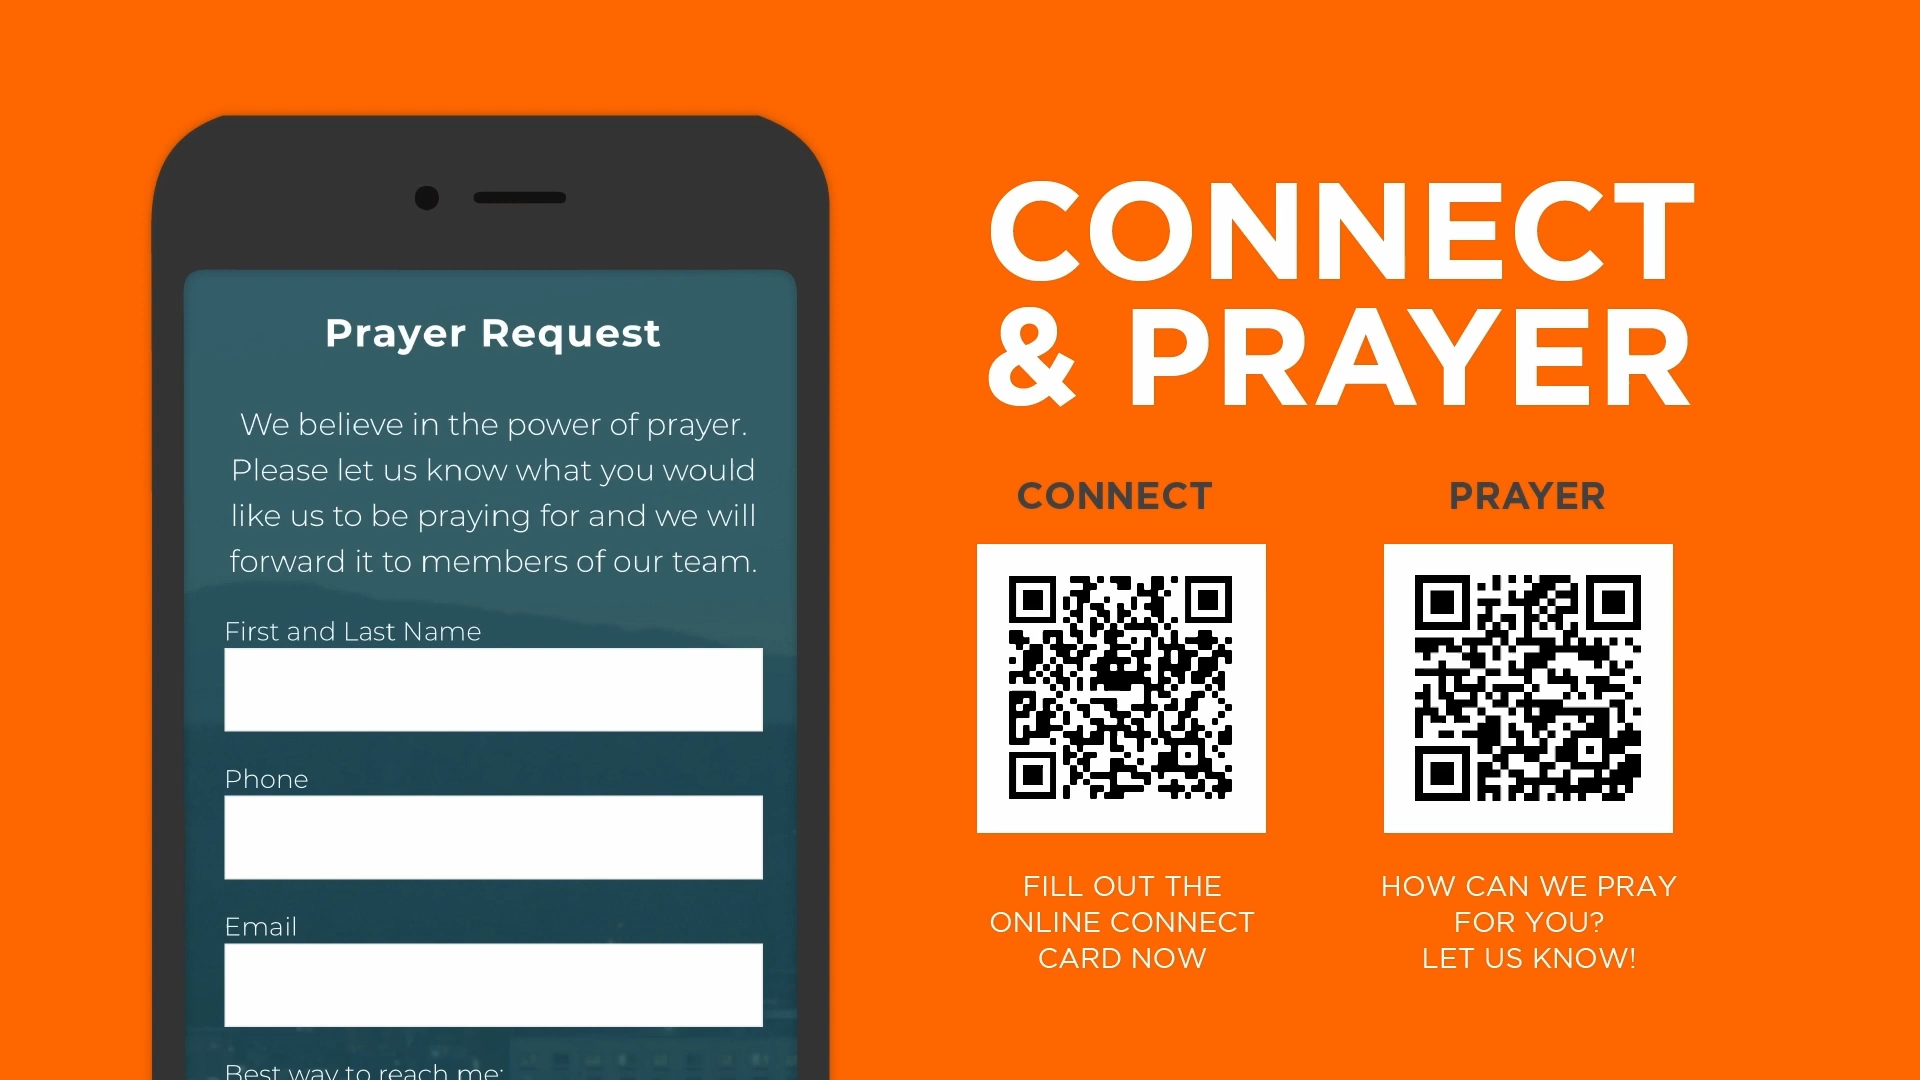 Prayer Request
We believe in the power of prayer.
Please let us know what you would
like us to be praying for and we will
forward it to members of our team.
First and Last Name
Phone
Email
Best way to reach me:
CONNECT
& PRAYER
CONNECT
FILL OUT THE
ONLINE CONNECT
CARD NOW
PRAYER
HOW CAN WE PRAY
FOR YOU?
LET US KNOW!